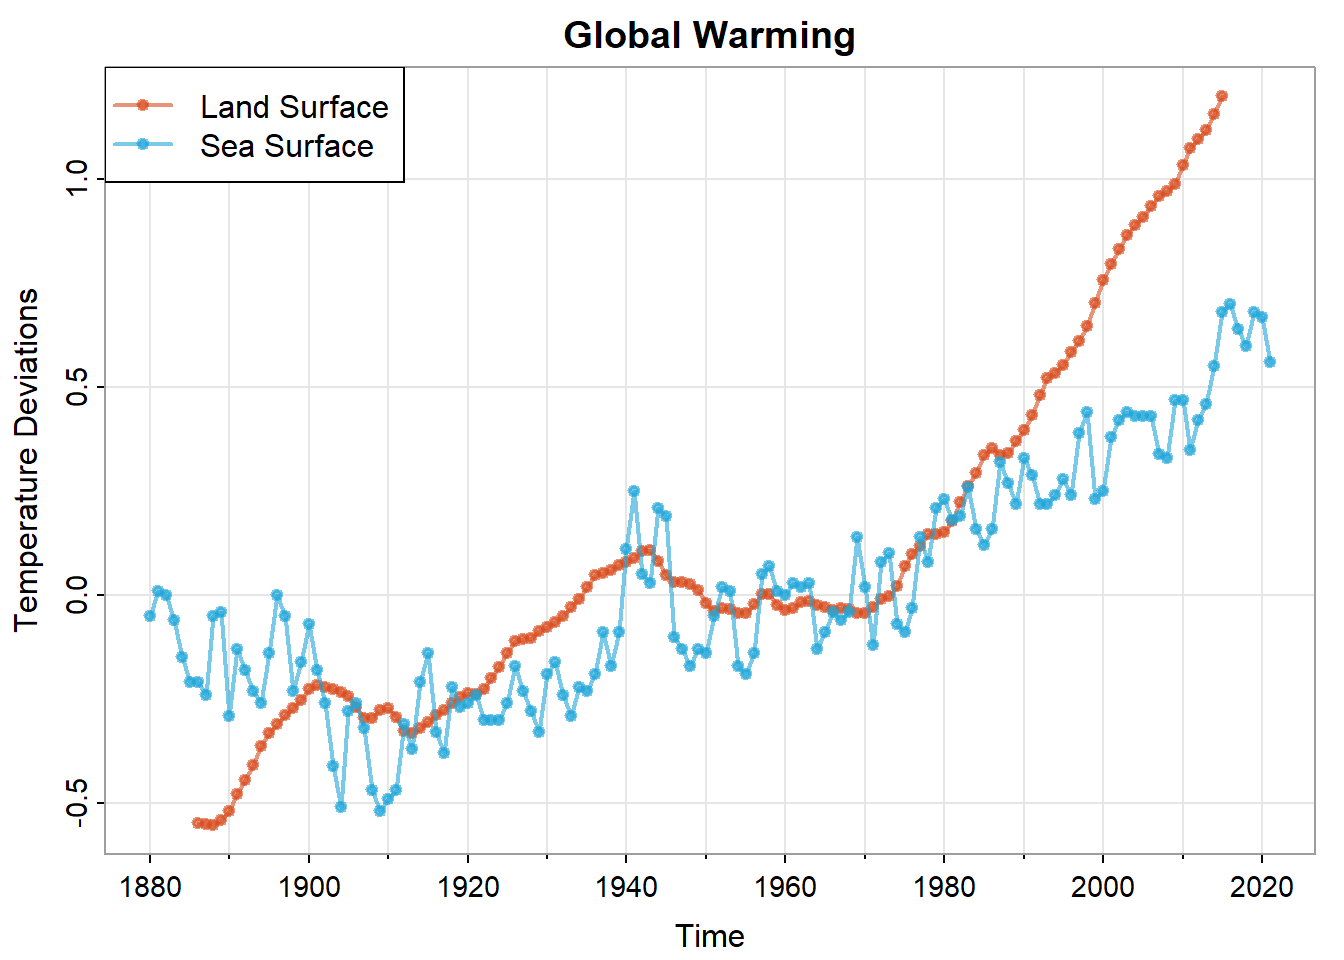 Global Warming
Land Surface
Sea Surface
Temperature Deviations
1.0
0.5
0.0
-0.5
1880 1900 1920 1940 1960 1980 2000 2020
Time